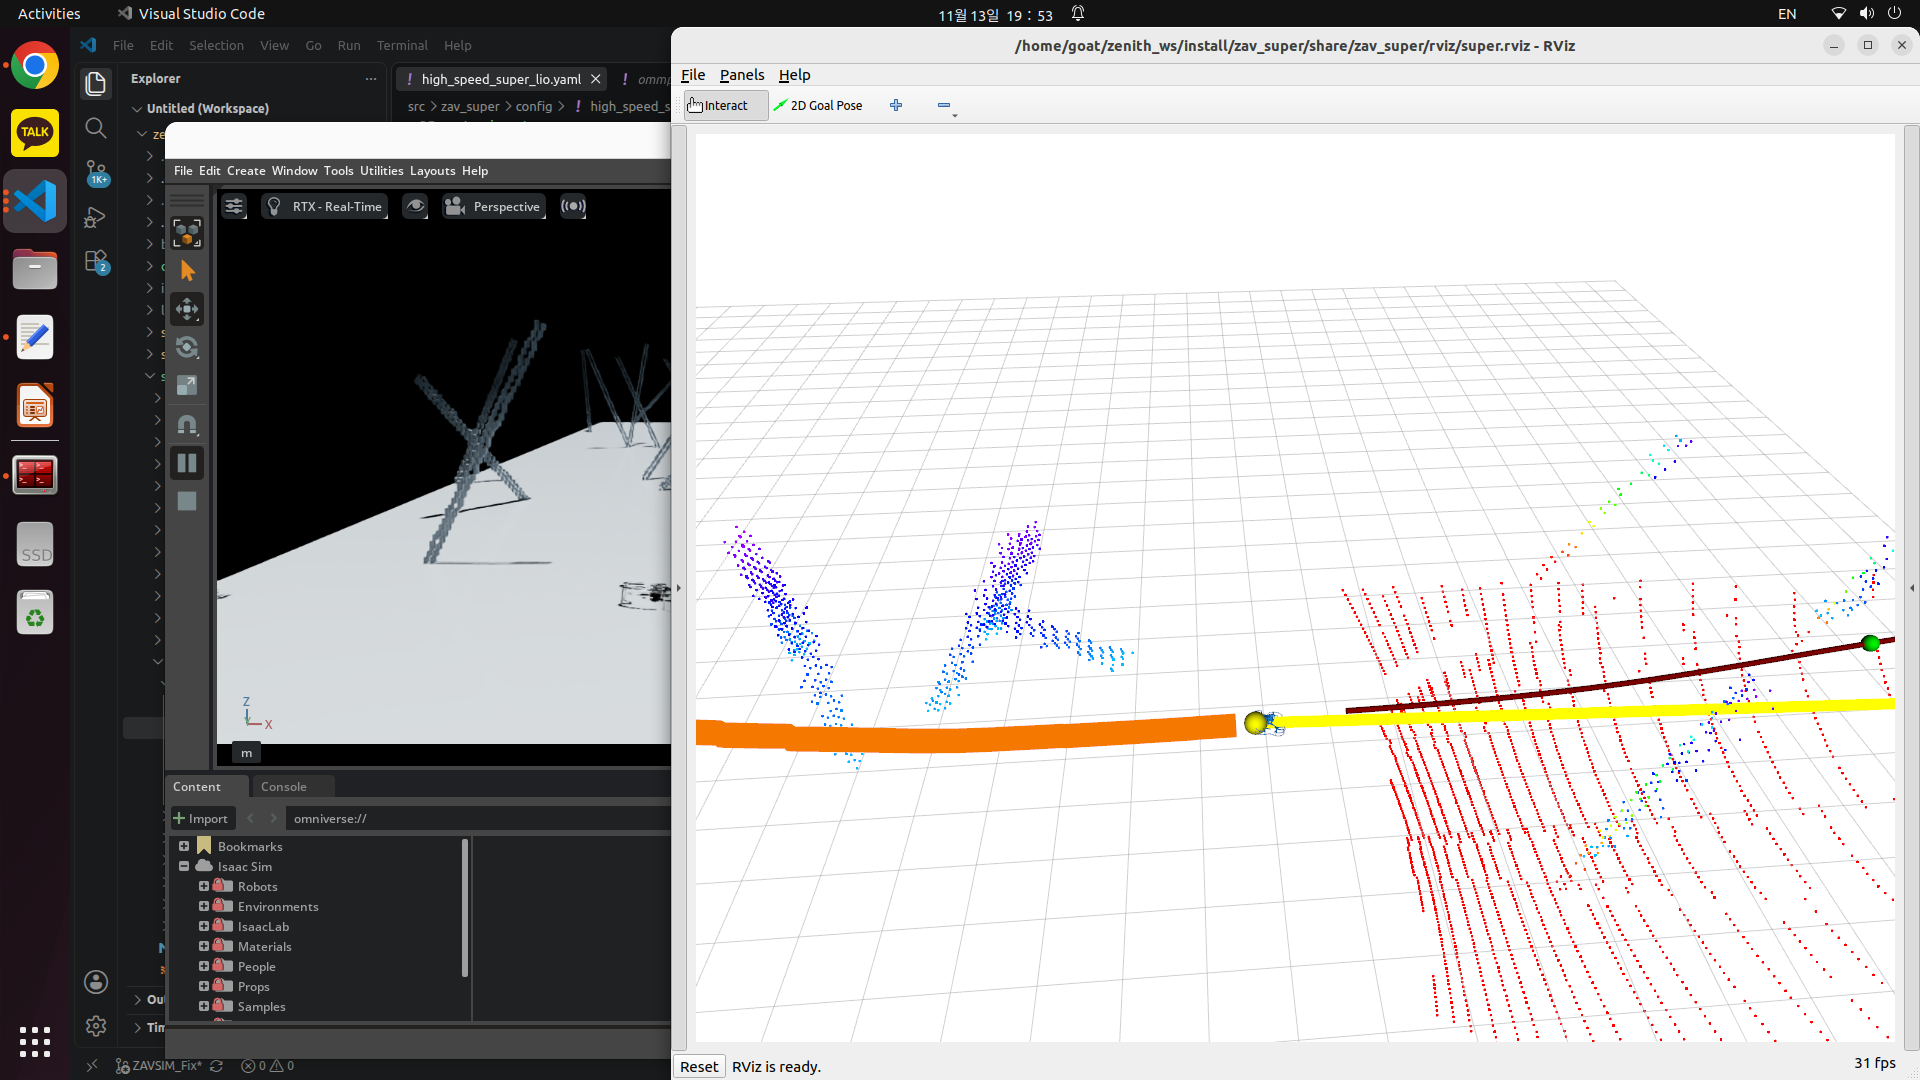 Activities
Visual Studio Code
11월 13일 19 : 53
EN
File Edit Selection View Go Run Terminal Help
/home/goat/zenith_ws/install/zav_super/share/zav_super/rviz/super.rviz - RViz
File Panels Help
Interact
2D Goal Pose
TALK
1K+
2
SSD
Explorer
Untitled (Workspace)
high_speed_super_lio.yaml
src > zav_super > config > ! high_speed_s
File Edit Create Window Tools Utilities Layouts Help
RTX - Real-Time
Perspective
Z
X
m
Content
Console
Import
omniverse://
Bookmarks
Isaac Sim
Robots
Environments
IsaacLab
Materials
People
Props
Samples
Ou
Tim
ZAVSIM_Fix*
0
0
Reset
RViz is ready.
31 fps